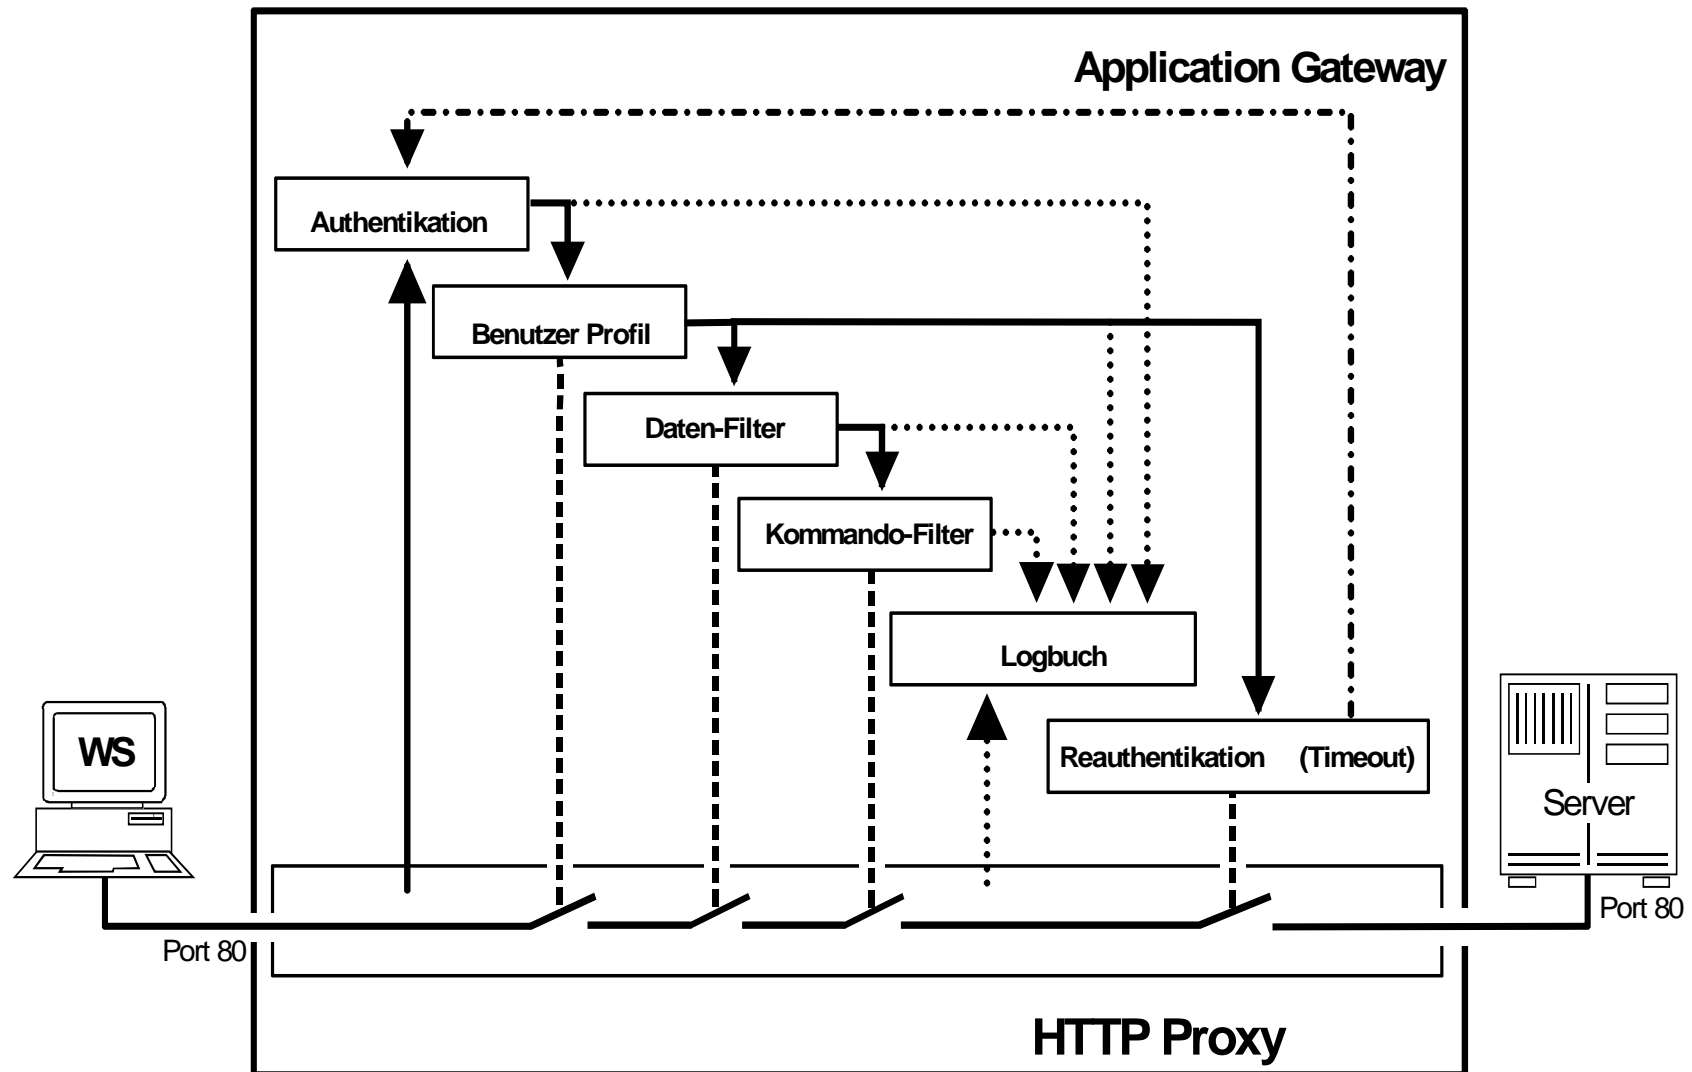 Application Gateway
Authentikation
Benutzer Profil
Daten-Filter
Kommando-Filter
Logbuch
Reauthentikation (Timeout)
WS
Server
Port 80
Port 80
HTTP Proxy